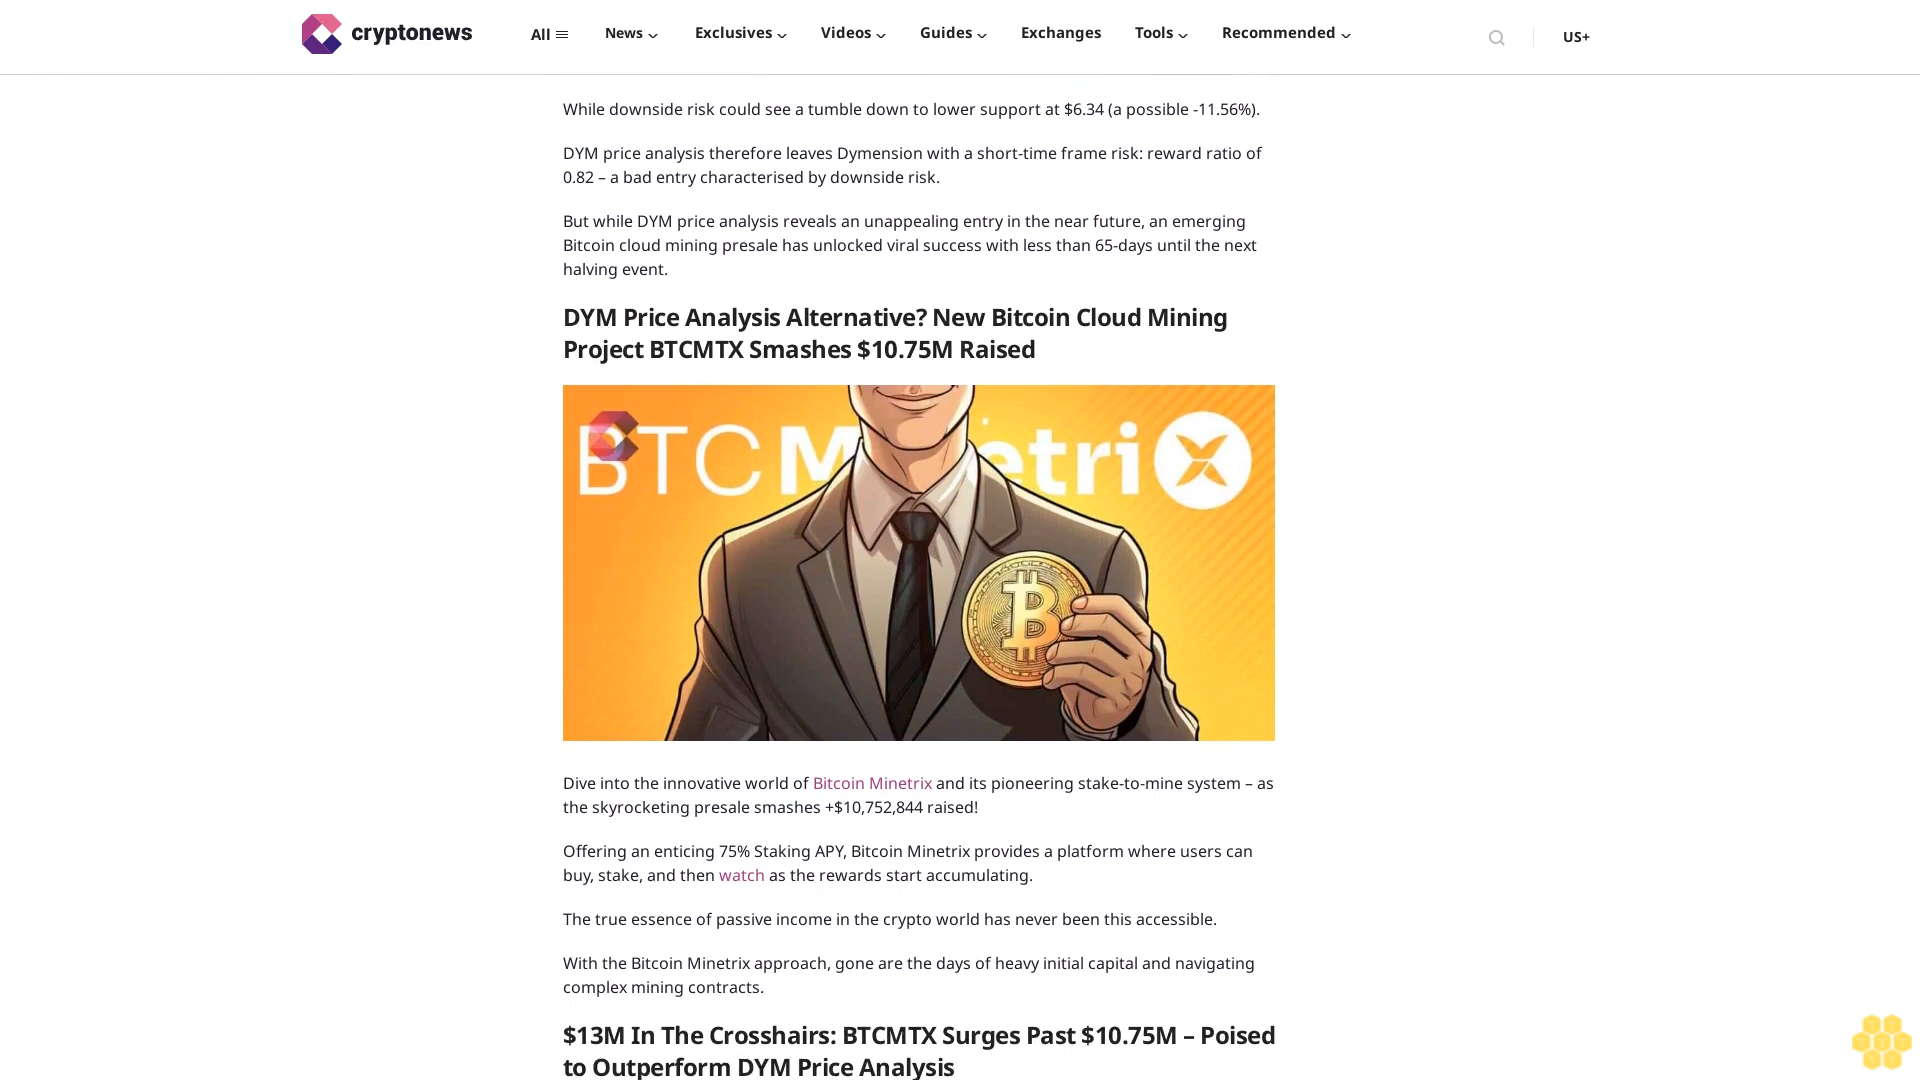 cryptonews
All
News
Exclusives
Videos
Guides
Exchanges
Tools
Recommended
US+
While downside risk could see a tumble down to lower support at $6.34 (a possible -11.56%).
DYM price analysis therefore leaves Dymension with a short-time frame risk: reward ratio of
0.82 – a bad entry characterised by downside risk.
But while DYM price analysis reveals an unappealing entry in the near future, an emerging
Bitcoin cloud mining presale has unlocked viral success with less than 65-days until the next
halving event.
DYM Price Analysis Alternative? New Bitcoin Cloud Mining
Project BTCMTX Smashes $10.75M Raised
BTC M etriX
Dive into the innovative world of Bitcoin Minetrix and its pioneering stake-to-mine system – as
the skyrocketing presale smashes +$10,752,844 raised!
Offering an enticing 75% Staking APY, Bitcoin Minetrix provides a platform where users can
buy, stake, and then watch as the rewards start accumulating.
The true essence of passive income in the crypto world has never been this accessible.
With the Bitcoin Minetrix approach, gone are the days of heavy initial capital and navigating
complex mining contracts.
$13M In The Crosshairs: BTCMTX Surges Past $10.75M – Poised
to Outperform DYM Price Analysis